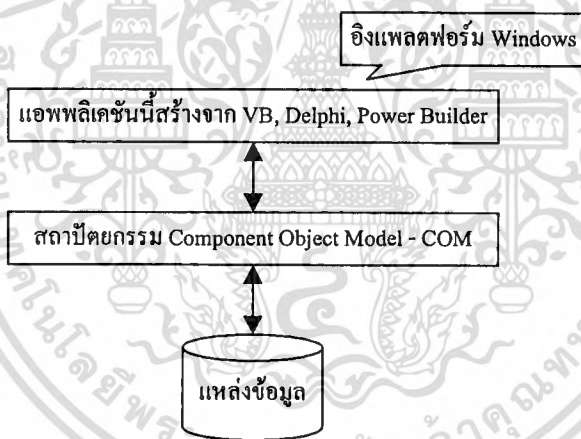 อิงแพลตฟอร์ม Windows
แอพพลิเคชันนี้สร้างจาก VB, Delphi, Power Builder
สถาปัตยกรรม Component Object Model - COM
แหล่งข้อมูล